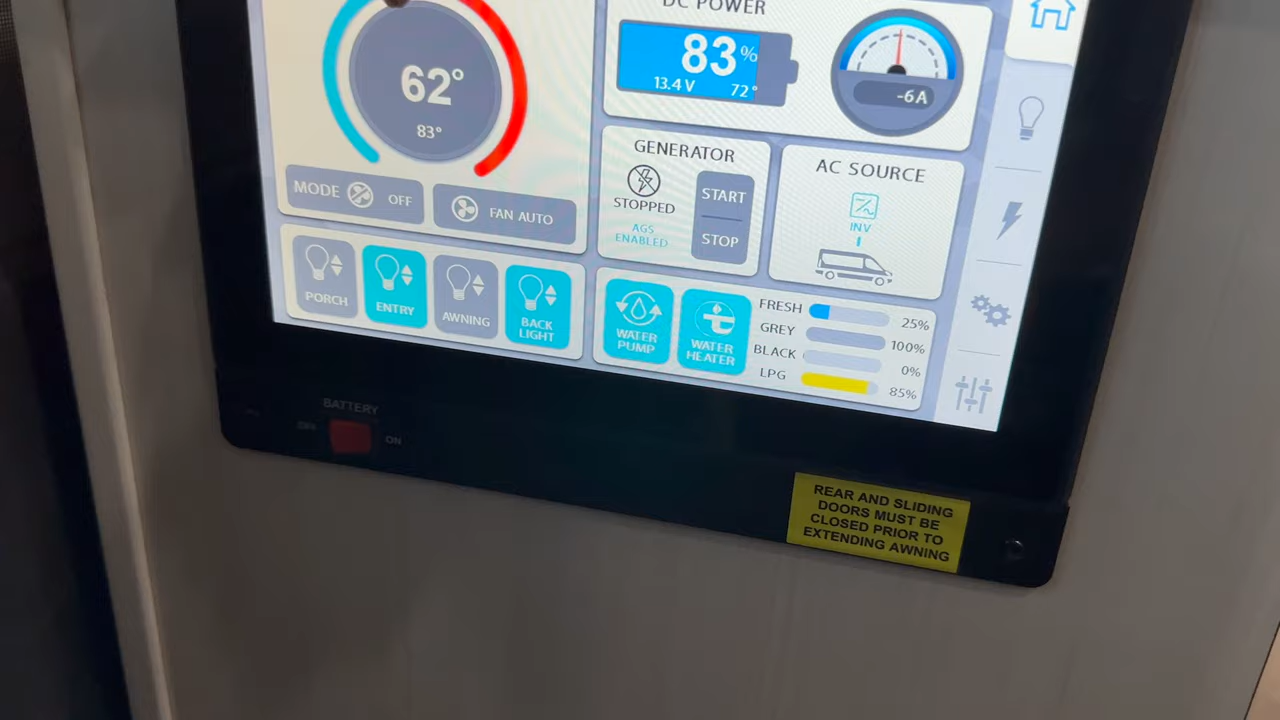 DC POWER
62°
83°
83%
13.4 V 72°
-6A
MODE OFF
FAN AUTO
GENERATOR
STOPPED
AGS
ENABLED
START
STOP
AC SOURCE
INV
PORCH
ENTRY
AWNING
BACK
LIGHT
WATER
PUMP
WATER
HEATER
FRESH 25%
GREY 100%
BLACK 0%
LPG 85%
BATTERY
OFF ON
REAR AND SLIDING
DOORS MUST BE
CLOSED PRIOR TO
EXTENDING AWNING